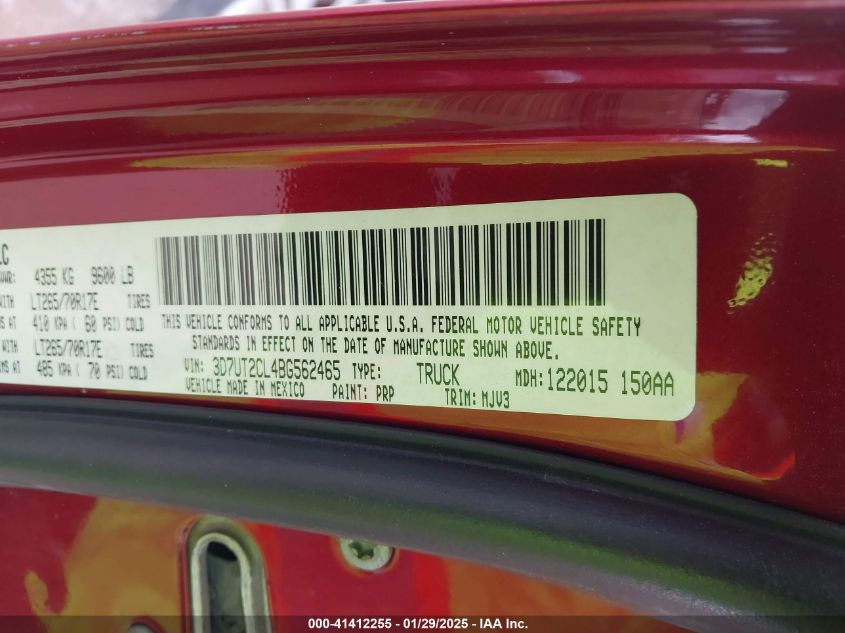 LC
4355 KG 9600 LB
WITH LT265/70R17E TIRES
AT 410 KPA ( 60 PSI) COLD
WITH LT265/70R17E TIRES
AT 485 KPA ( 70 PSI) COLD
THIS VEHICLE CONFORMS TO ALL APPLICABLE U.S.A. FEDERAL MOTOR VEHICLE SAFETY
STANDARDS IN EFFECT ON THE DATE OF MANUFACTURE SHOWN ABOVE.
VIN: 3D7UT2CL4BG562465 TYPE: TRUCK MDH: 122015 150AA
VEHICLE MADE IN MEXICO PAINT: PRP TRIM: MJV3
000-41412255 - 01/29/2025 - IAA Inc.